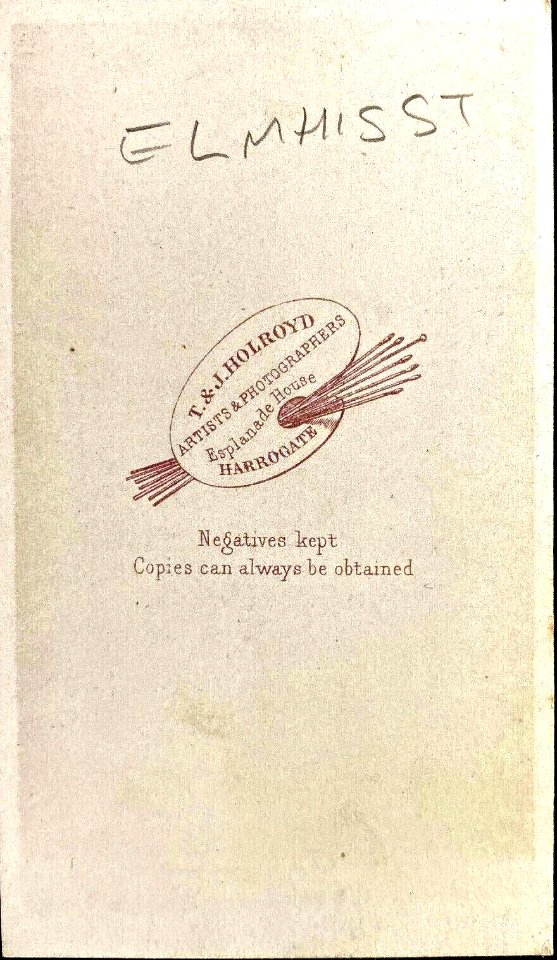 ELMHISST
T. & J. HOLROYD
ARTISTS & PHOTOGRAPHERS
Esplanade House
HARROGATE
Negatives kept
Copies can always be obtained